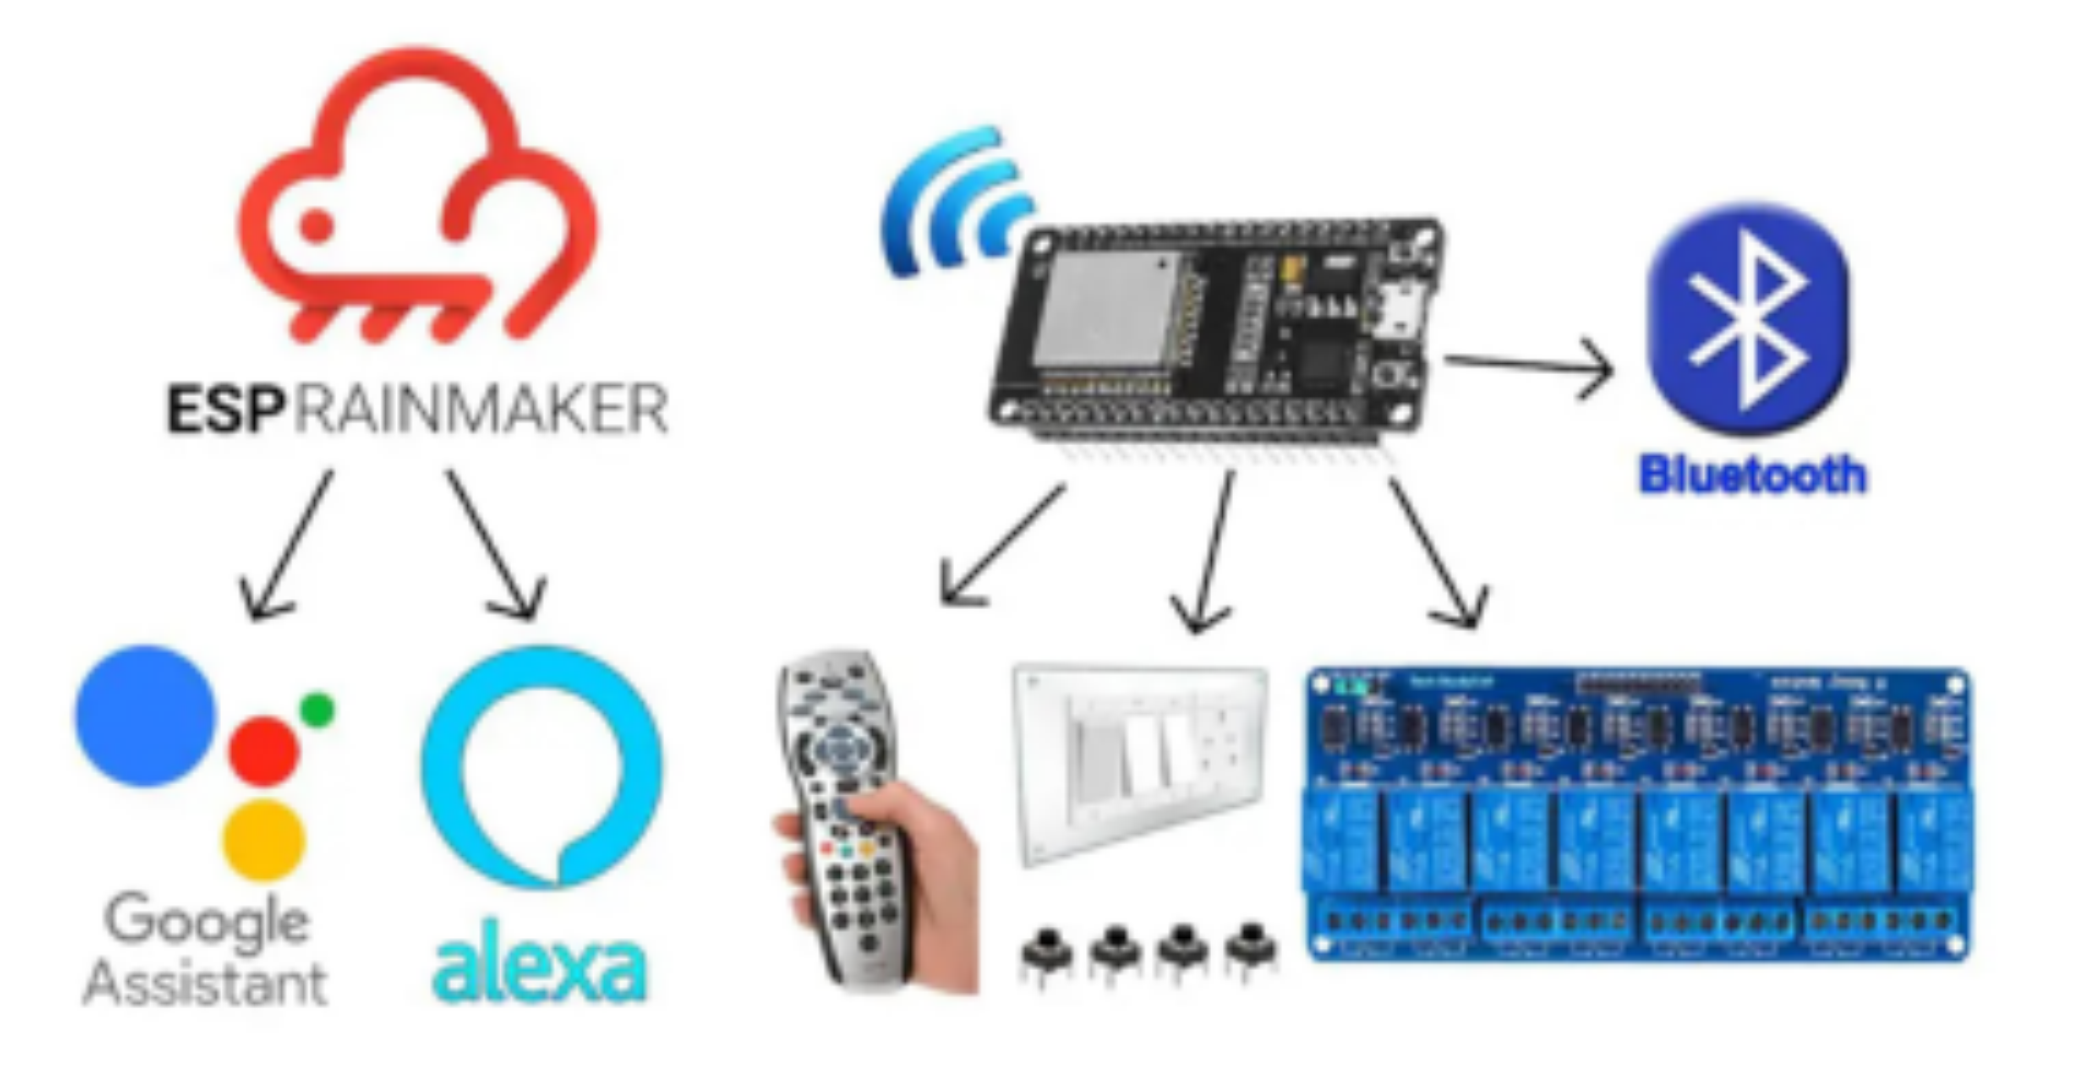 ESP RAINMAKER
Bluetooth
Google
Assistant
alexa